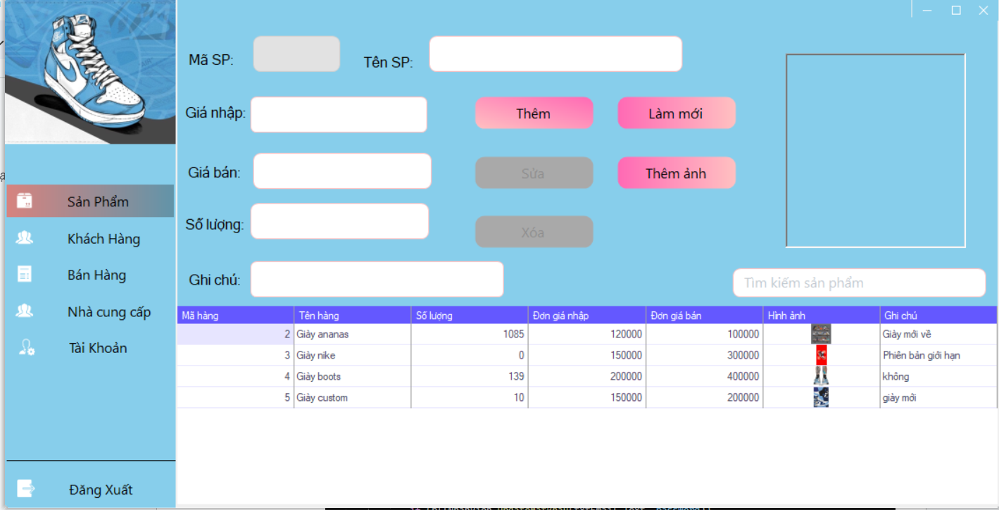 Mã SP:
Tên SP:
Giá nhập:
Thêm
Làm mới
Giá bán:
Sửa
Thêm ảnh
Số lượng:
Xóa
Ghi chú:
Tìm kiếm sản phẩm
Sản Phẩm
Khách Hàng
Bán Hàng
Nhà cung cấp
Tài Khoản
Đăng Xuất
Mã hàng Tên hàng Số lượng Đơn giá nhập Đơn giá bán Hình ảnh Ghi chú
2 Giày ananas 1085 120000 100000 Giày mới về
3 Giày nike 0 150000 300000 Phiên bản giới hạn
4 Giày boots 139 200000 400000 không
5 Giày custom 10 150000 200000 giày mới